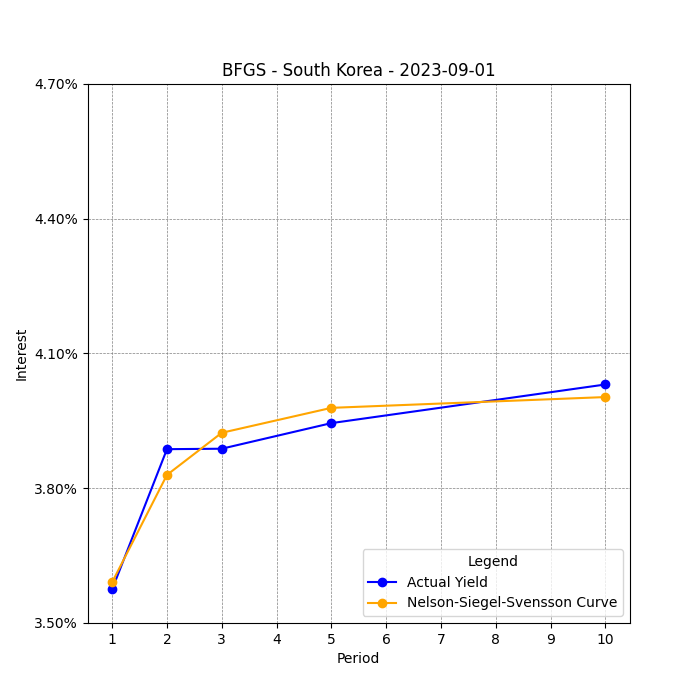 BFGS - South Korea - 2023-09-01
4.70%
4.40%
4.10%
3.80%
3.50%
Interest
1 2 3 4 5 6 7 8 9 10
Period
Legend
Actual Yield
Nelson-Siegel-Svensson Curve